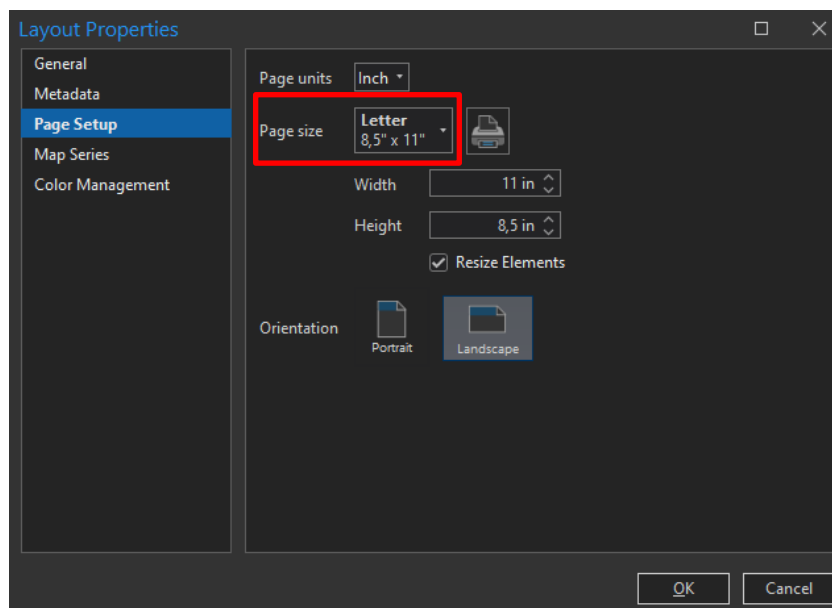 Layout Properties
General
Metadata
Page Setup
Map Series
Color Management
Page units Inch
Page size Letter
8,5" x 11"
Width 11 in
Height 8,5 in
Resize Elements
Orientation
Portrait
Landscape
OK
Cancel